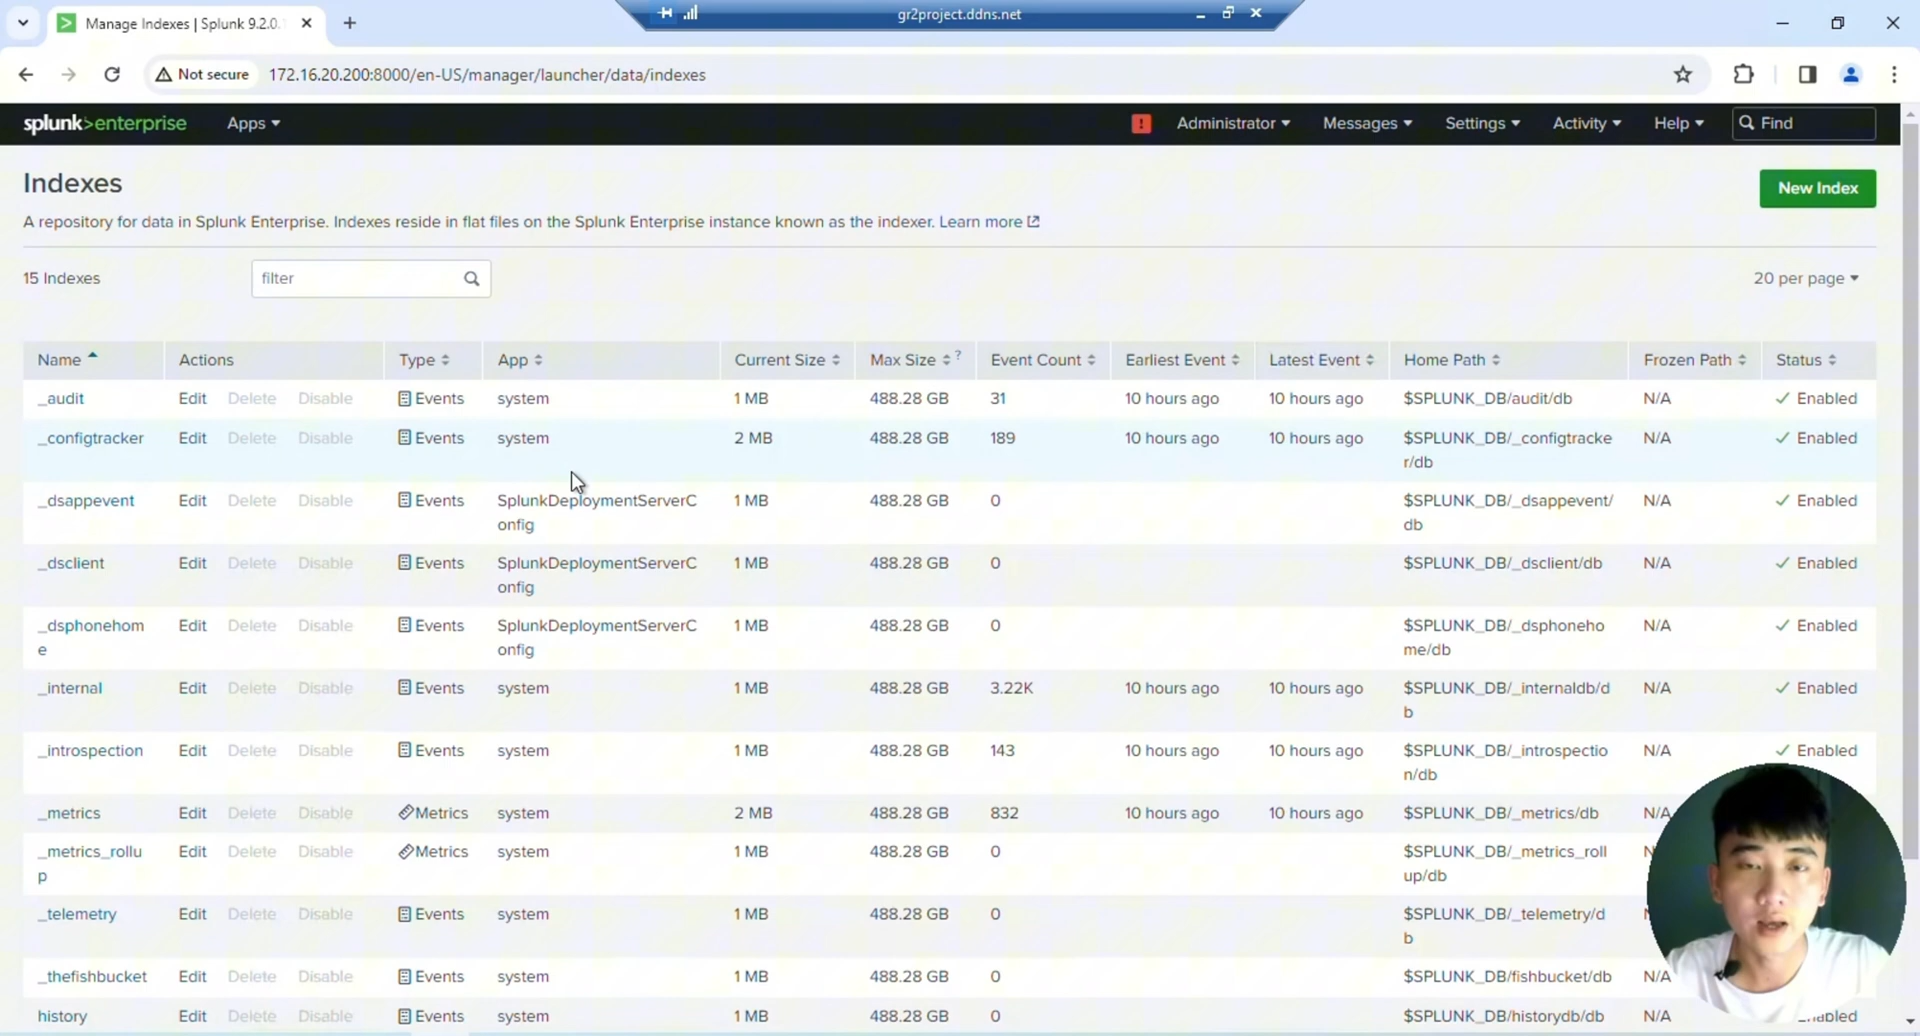 gr2project.ddns.net
Manage Indexes | Splunk 9.2.0.
Not secure 172.16.20.200:8000/en-US/manager/launcher/data/indexes
splunk>enterprise Apps Administrator Messages Settings Activity Help Find
Indexes New Index
A repository for data in Splunk Enterprise. Indexes reside in flat files on the Splunk Enterprise instance known as the indexer. Learn more
15 Indexes filter 20 per page
Name Actions Type App Current Size Max Size ? Event Count Earliest Event Latest Event Home Path Frozen Path Status
_audit Edit Delete Disable Events system 1 MB 488.28 GB 31 10 hours ago 10 hours ago $SPLUNK_DB/audit/db N/A Enabled
_configtracker Edit Delete Disable Events system 2 MB 488.28 GB 189 10 hours ago 10 hours ago $SPLUNK_DB/_configtracke N/A Enabled
r/db
_dsappevent Edit Delete Disable Events SplunkDeploymentServerC 1 MB 488.28 GB 0 $SPLUNK_DB/_dsappevent/ N/A Enabled
onfig db
_dsclient Edit Delete Disable Events SplunkDeploymentServerC 1 MB 488.28 GB 0 $SPLUNK_DB/_dsclient/db N/A Enabled
onfig
_dsphonehom Edit Delete Disable Events SplunkDeploymentServerC 1 MB 488.28 GB 0 $SPLUNK_DB/_dsphoneho N/A Enabled
e onfig me/db
_internal Edit Delete Disable Events system 1 MB 488.28 GB 3.22K 10 hours ago 10 hours ago $SPLUNK_DB/_internaldb/d N/A Enabled
b
_introspection Edit Delete Disable Events system 1 MB 488.28 GB 143 10 hours ago 10 hours ago $SPLUNK_DB/_introspectio N/A Enabled
n/db
_metrics Edit Delete Disable Metrics system 2 MB 488.28 GB 832 10 hours ago 10 hours ago $SPLUNK_DB/_metrics/db N/A
_metrics_rollu Edit Delete Disable Metrics system 1 MB 488.28 GB 0 $SPLUNK_DB/_metrics_roll
p up/db
_telemetry Edit Delete Disable Events system 1 MB 488.28 GB 0 $SPLUNK_DB/_telemetry/d
b
_thefishbucket Edit Delete Disable Events system 1 MB 488.28 GB 0 $SPLUNK_DB/fishbucket/db N/A
history Edit Delete Disable Events system 1 MB 488.28 GB 0 $SPLUNK_DB/historydb/db N/A